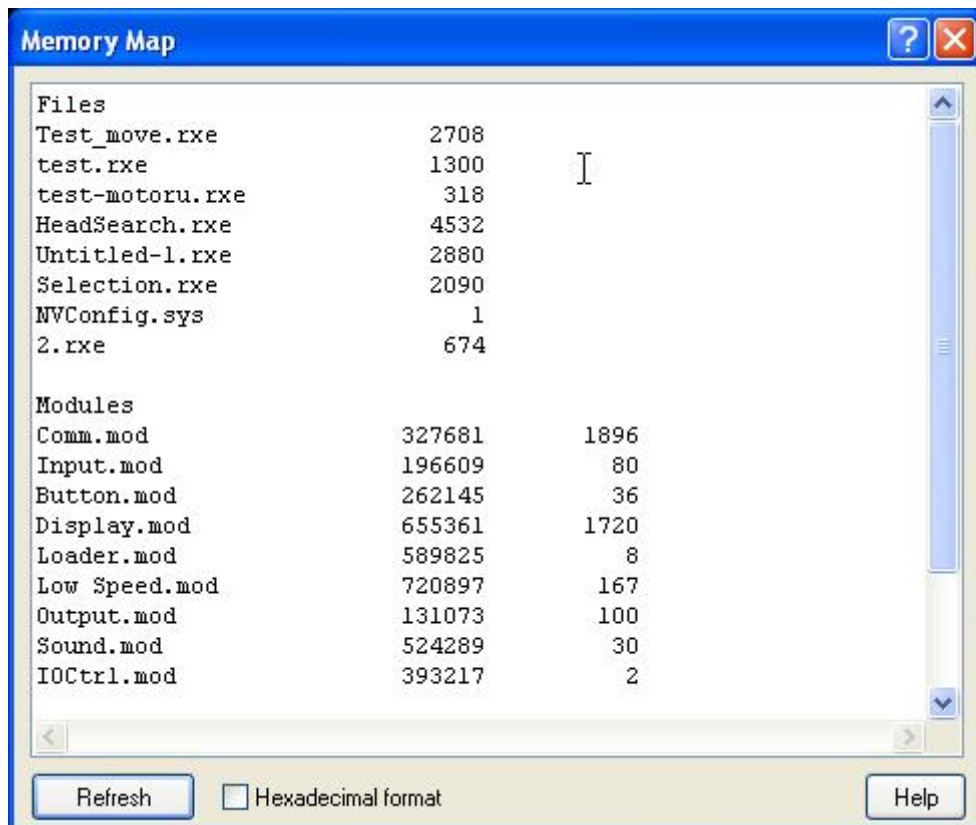 Memory Map
Files
Test_move.rxe 2708
test.rxe 1300
test-motoru.rxe 318
HeadSearch.rxe 4532
Untitled-1.rxe 2880
Selection.rxe 2090
NVConfig.sys 1
2.rxe 674
Modules
Comm.mod 327681 1896
Input.mod 196609 80
Button.mod 262145 36
Display.mod 655361 1720
Loader.mod 589825 8
Low Speed.mod 720897 167
Output.mod 131073 100
Sound.mod 524289 30
IOCtrl.mod 393217 2
Refresh Hexadecimal format Help